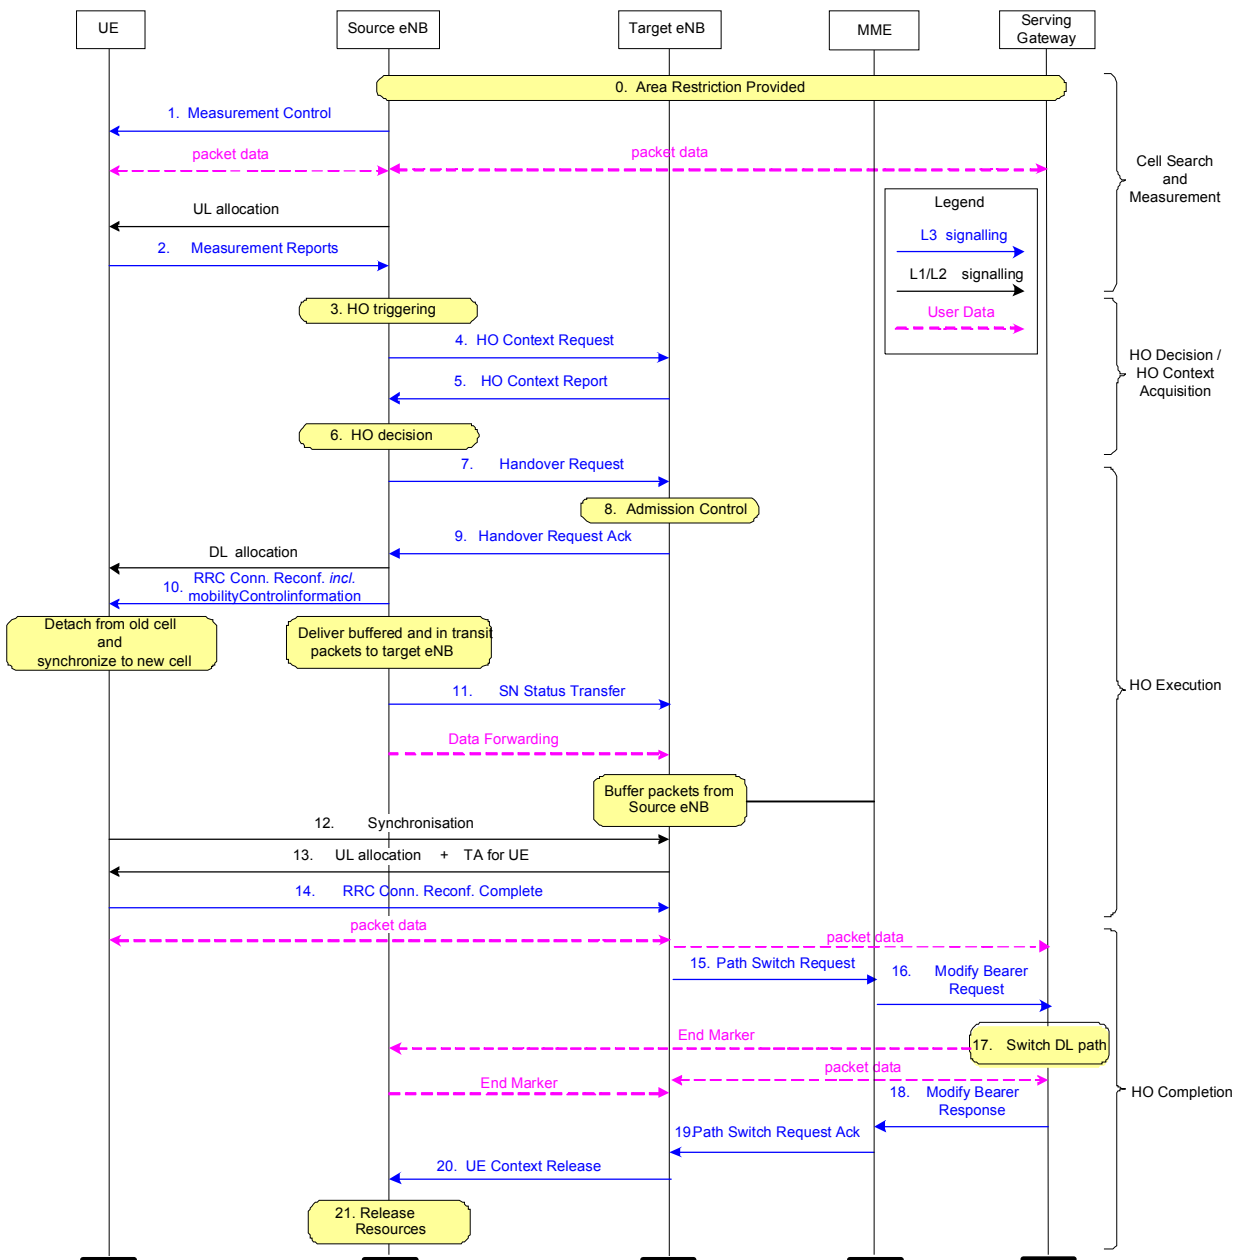 UE
Source eNB
Target eNB
MME
Serving
Gateway
0. Area Restriction Provided
1. Measurement Control
packet data
packet data
Cell Search
and
Measurement
UL allocation
2. Measurement Reports
Legend
L3 signalling
L1/L2 signalling
User Data
3. HO triggering
4. HO Context Request
5. HO Context Report
HO Decision /
HO Context
Acquisition
6. HO decision
7. Handover Request
8. Admission Control
9. Handover Request Ack
DL allocation
10. RRC Conn. Reconf. incl.
mobilityControlinformation
Detach from old cell
and
synchronize to new cell
Deliver buffered and in transit
packets to target eNB
11. SN Status Transfer
HO Execution
Data Forwarding
Buffer packets from
Source eNB
12. Synchronisation
13. UL allocation + TA for UE
14. RRC Conn. Reconf. Complete
packet data
packet data
15. Path Switch Request
16. Modify Bearer
Request
End Marker
17. Switch DL path
packet data
End Marker
18. Modify Bearer
Response
HO Completion
19.Path Switch Request Ack
20. UE Context Release
21. Release
Resources